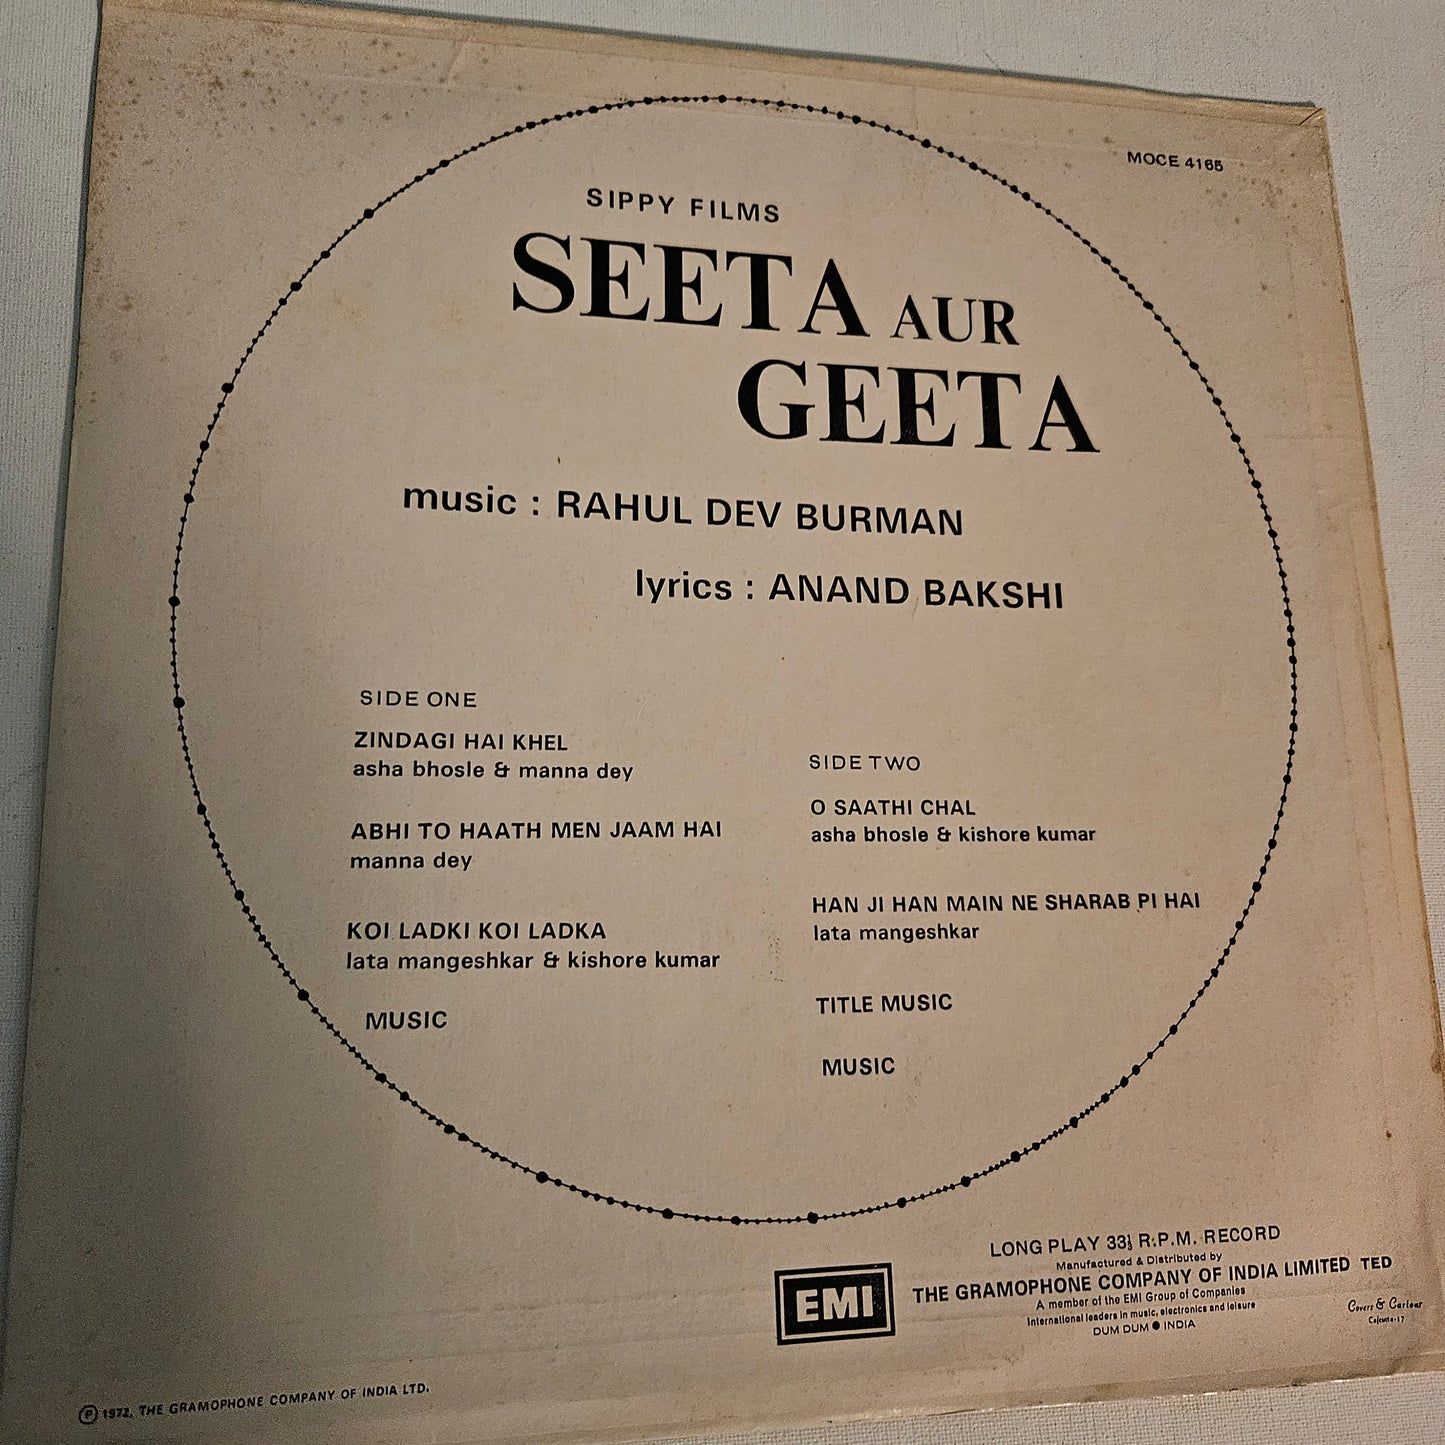 MOCE 4165
SIPPY FILMS
SEETA AUR
GEETA
music : RAHUL DEV BURMAN
lyrics : ANAND BAKSHI
SIDE ONE
ZINDAGI HAI KHEL
asha bhosle & manna dey
ABHI TO HAATH MEN JAAM HAI
manna dey
KOI LADKI KOI LADKA
lata mangeshkar & kishore kumar
MUSIC
SIDE TWO
O SAATHI CHAL
asha bhosle & kishore kumar
HAN JI HAN MAIN NE SHARAB PI HAI
lata mangeshkar
TITLE MUSIC
MUSIC
LONG PLAY 33⅓ R.P.M. RECORD
Manufactured & Distributed by
THE GRAMOPHONE COMPANY OF INDIA LIMITED TED
A member of the EMI Group of Companies
International leaders in music, electronics and leisure
DUM DUM ● INDIA
EMI
Covers & Cartons
Calcutta-17
Ⓟ 1972, THE GRAMOPHONE COMPANY OF INDIA LTD.